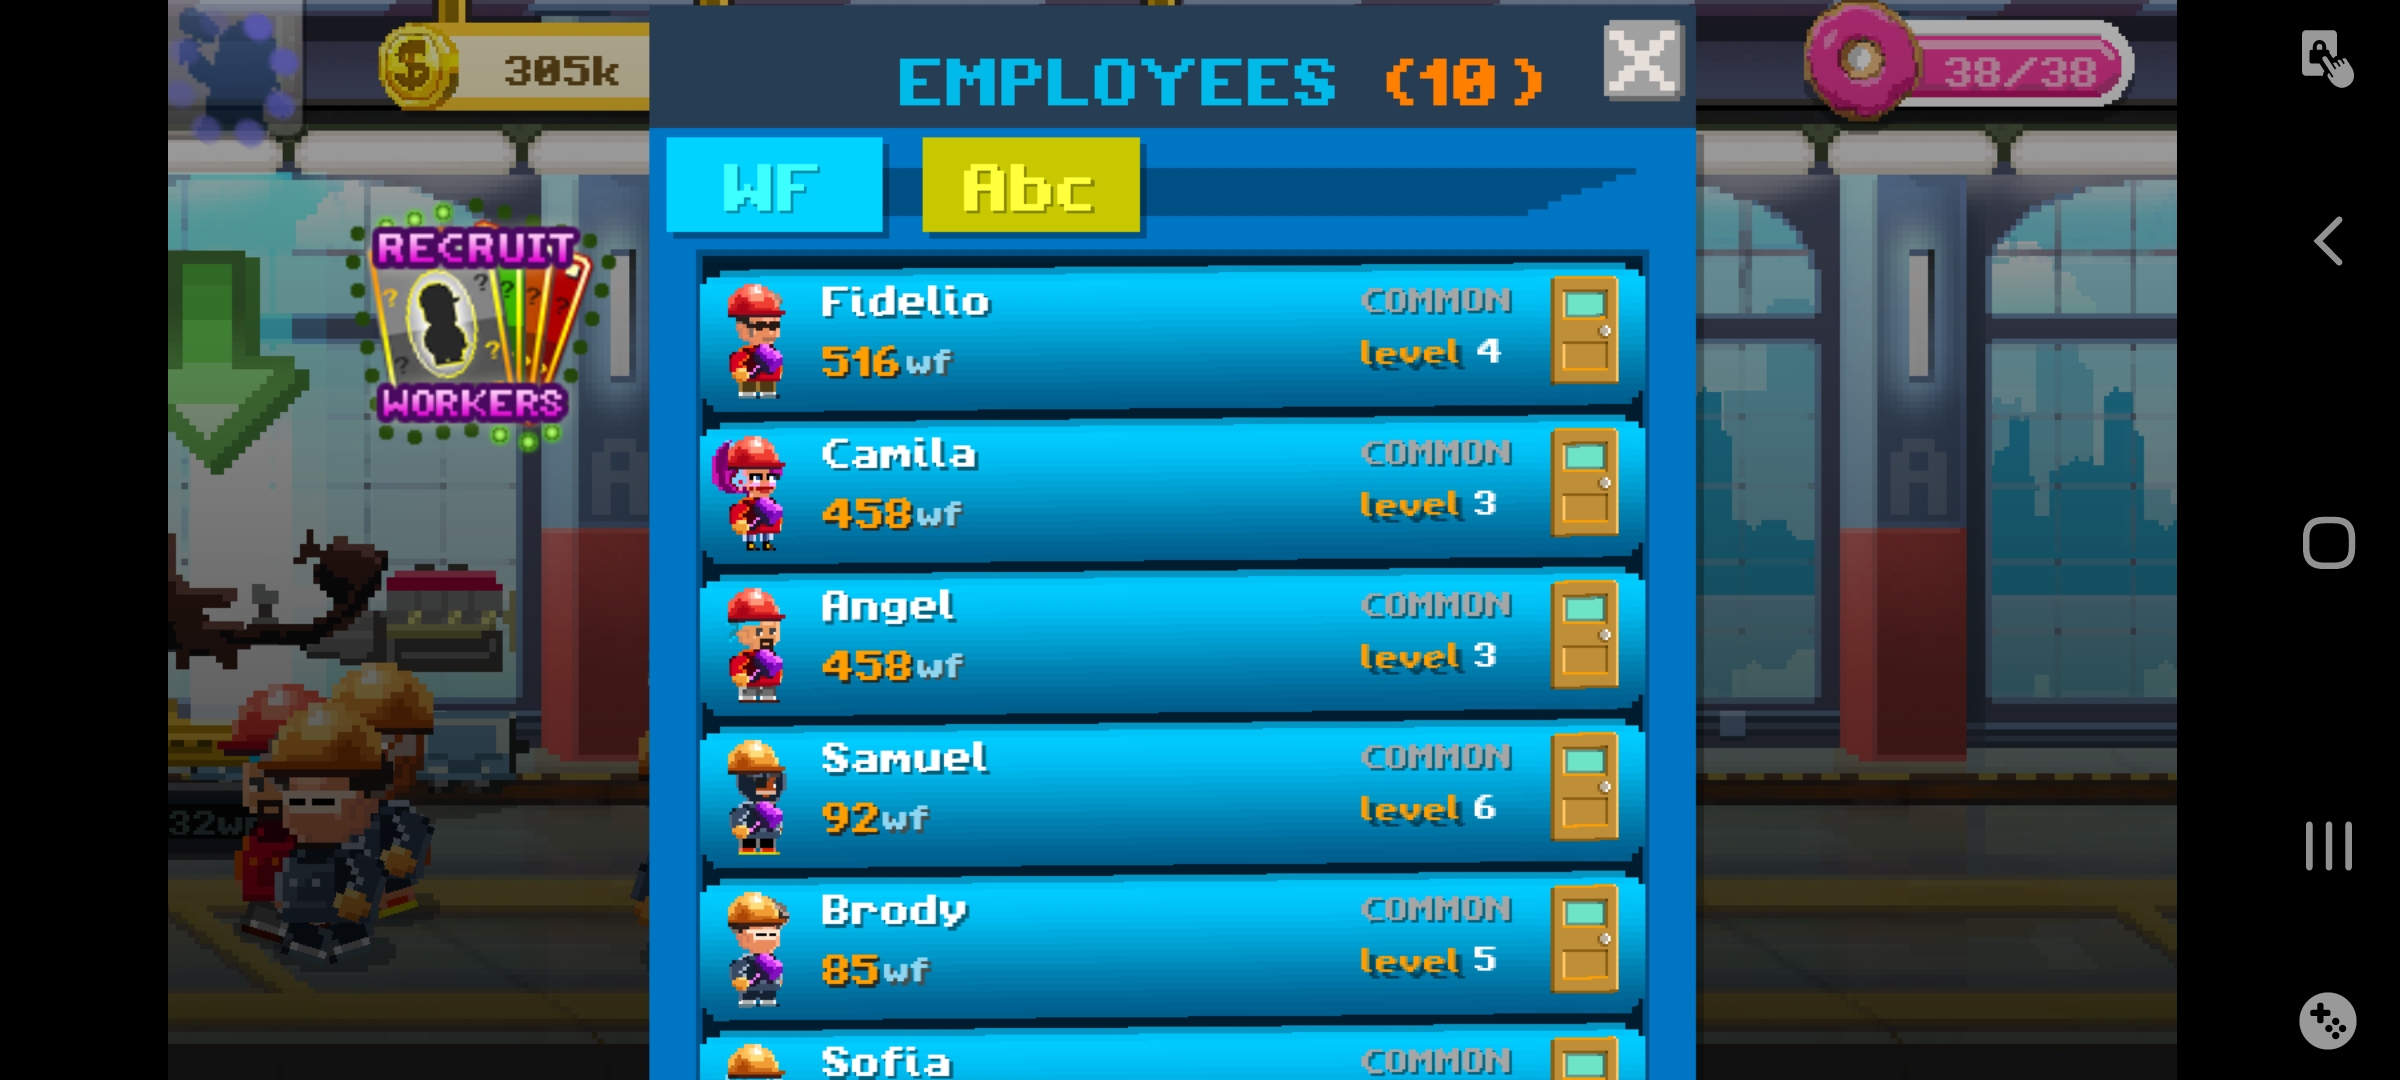 305k
EMPLOYEES (10)
38/38
WF
Abc
RECRUIT
WORKERS
Fidelio
COMMON
516wf
level 4
Camila
COMMON
458wf
level 3
Angel
COMMON
458wf
level 3
Samuel
COMMON
92wf
level 6
Brody
COMMON
85wf
level 5
Sofia
COMMON
A
A